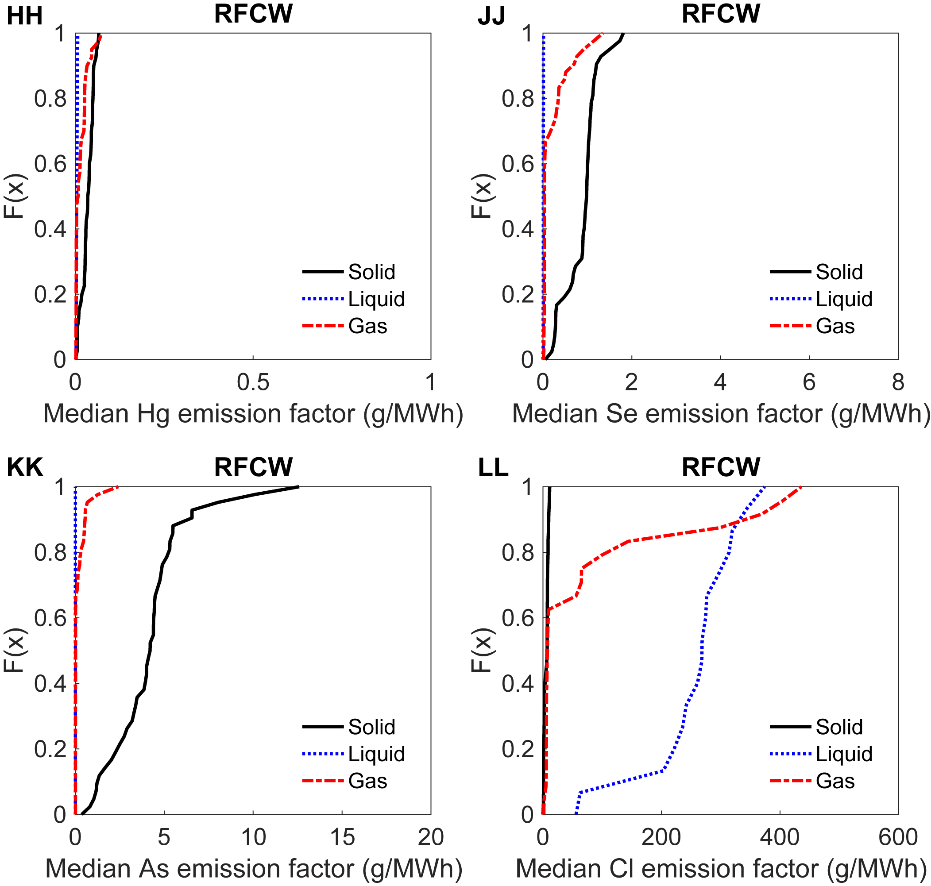 HH RFCW
1
0.8
0.6
0.4
0.2
0
F(x)
Solid
Liquid
Gas
0 0.5 1
Median Hg emission factor (g/MWh)
JJ RFCW
1
0.8
0.6
0.4
0.2
0
F(x)
Solid
Liquid
Gas
0 2 4 6 8
Median Se emission factor (g/MWh)
KK RFCW
1
0.8
0.6
0.4
0.2
0
F(x)
Solid
Liquid
Gas
0 5 10 15 20
Median As emission factor (g/MWh)
LL RFCW
1
0.8
0.6
0.4
0.2
0
F(x)
Solid
Liquid
Gas
0 200 400 600
Median Cl emission factor (g/MWh)